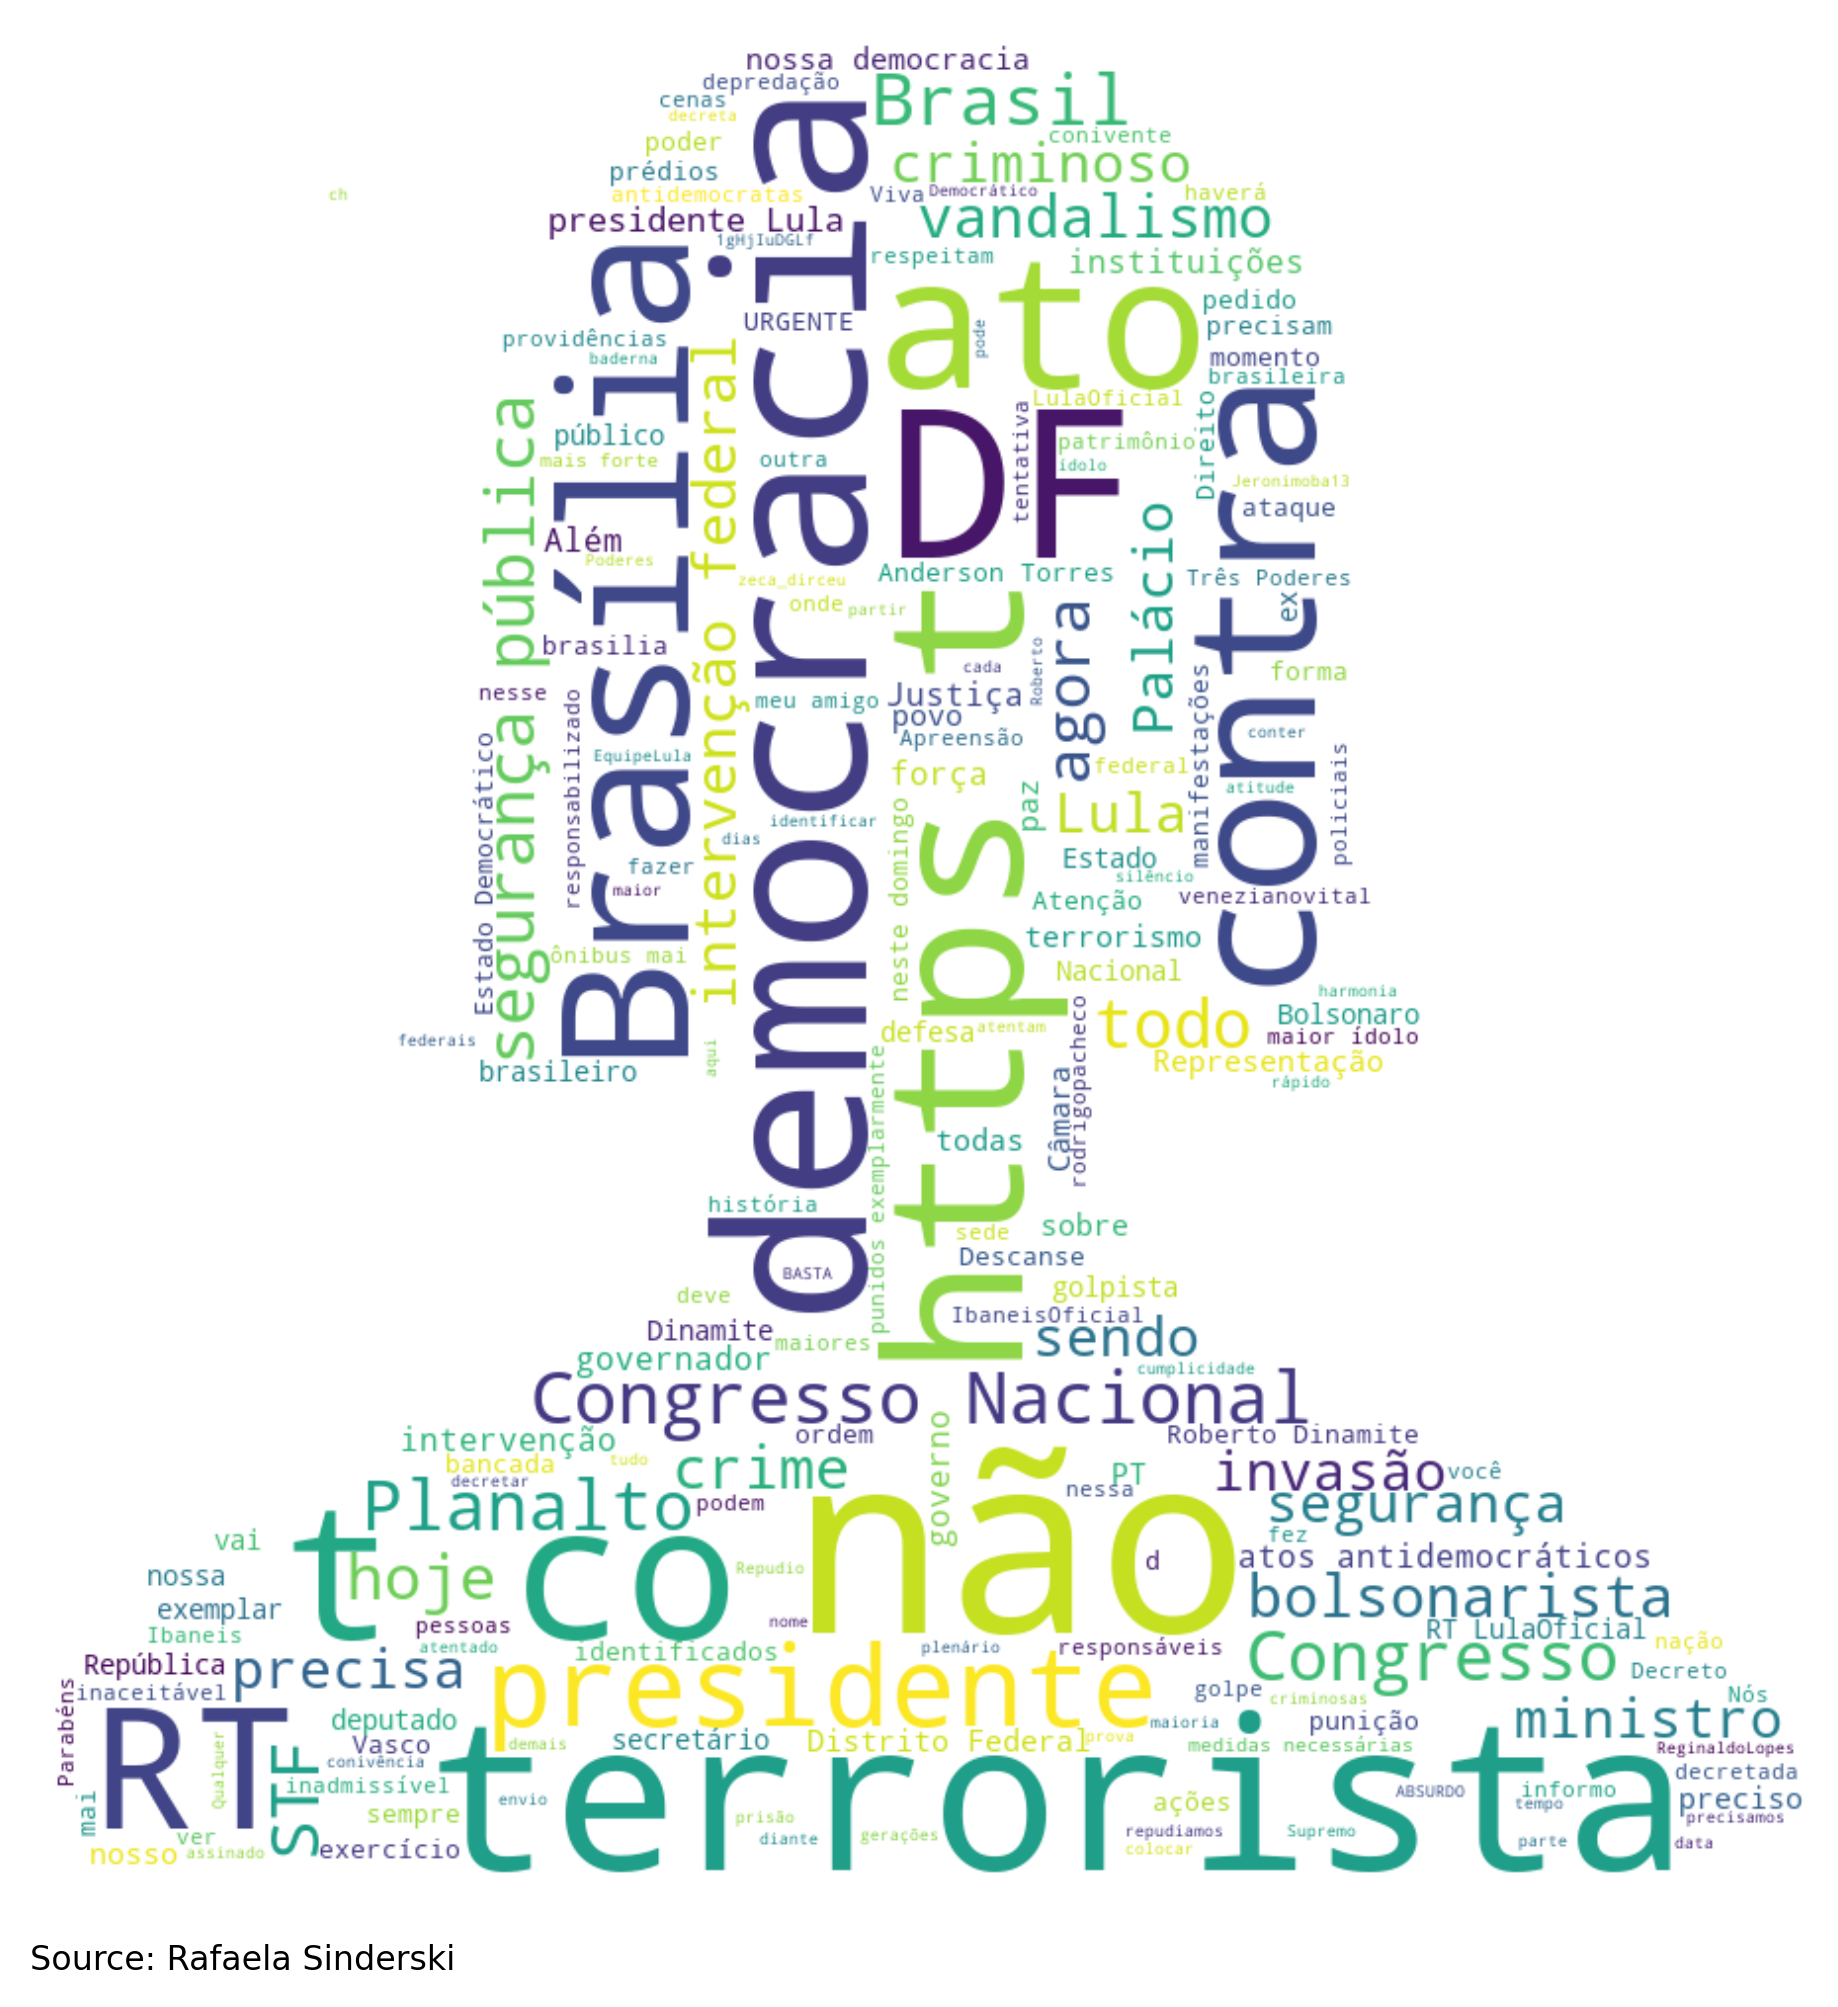 nossa democracia
depredação
Brasil
cenas
decreta
conivente
poder
criminoso
prédios
ch
antidemocratas
Viva
Democrático
haverá
presidente Lula
vandalismo
1gHjIuDGLf
respeitam
instituições
democracia
Brasília
ato
pedido
URGENTE
precisam
providências
pode
baderna
momento
brasileira
intervenção federal
segurança pública
LulaOficial
contra
DF
tentativa
público
patrimônio
Direito
mais forte
outra
ídolo
Jeronimoba13
ataque
Além
Palácio
Poderes
Anderson Torres
Três Poderes
zeca_dirceu
onde
partir
ex
https t
agora
brasilia
cada
Roberto
forma
nesse
meu amigo
Justiça
povo
manifestações
responsabilizado
Apreensão
conter
Estado Democrático
EquipeLula
força
federal
policiais
atitude
paz
Lula
identificar
dias
neste domingo
fazer
Estado
silêncio
maior
Atenção
venezianovital
terrorismo
ônibus mai
Nacional
harmonia
todo
Bolsonaro
federais
defesa
atentam
rodrigopacheco
maior ídolo
aqui
Representação
brasileiro
rápido
punidos exemplarmente
Câmara
todas
história
sobre
sede
Descanse
BASTA
golpista
deve
IbaneisOficial
Dinamite
maiores
sendo
governador
cumplicidade
Congresso Nacional
intervenção
ordem
governo
Roberto Dinamite
bancada
tudo
crime
PT
invasão
você
decretar
Planalto
podem
nessa
segurança
vai
t co
não
fez
hoje
Repudio
d
atos antidemocráticos
nossa
bolsonarista
exemplar
pessoas
nome
Ibaneis
atentado
identificados
plenário
responsáveis
RT LulaOficial
nação
República
precisa
presidente
Congresso
Decreto
Parabéns
inaceitável
golpe
criminosas
Nós
RT
deputado
maioria
punição
ministro
Qualquer
STF
Vasco
demais
secretário
Distrito Federal
prova
medidas necessárias
ReginaldoLopes
conivência
terrorista
decretada
inadmissível
ABSURDO
informo
mai
envio
ações
tempo
preciso
sempre
prisão
precisamos
ver
diante
gerações
repudiamos
Supremo
parte
data
nosso
assinado
exercício
colocar
Source: Rafaela Sinderski